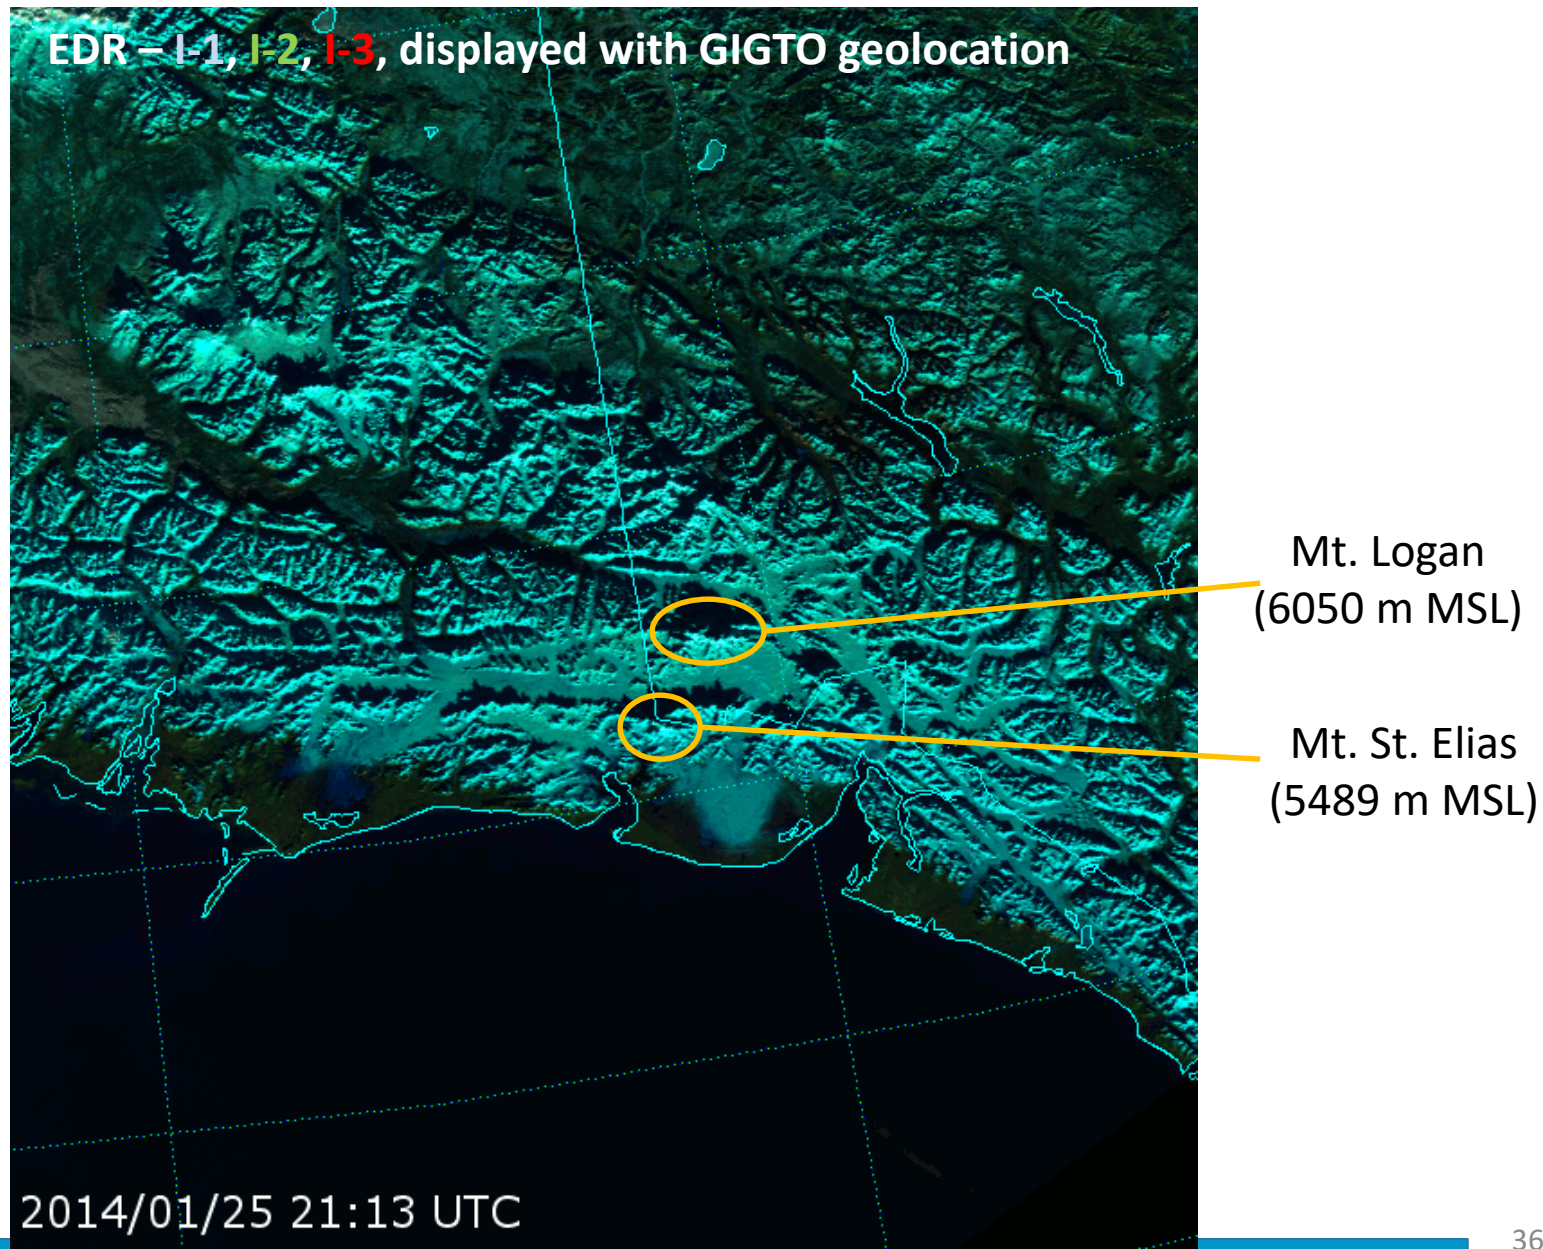 EDR – I-1, I-2, I-3, displayed with GIGTO geolocation
Mt. Logan
(6050 m MSL)
Mt. St. Elias
(5489 m MSL)
2014/01/25 21:13 UTC
36